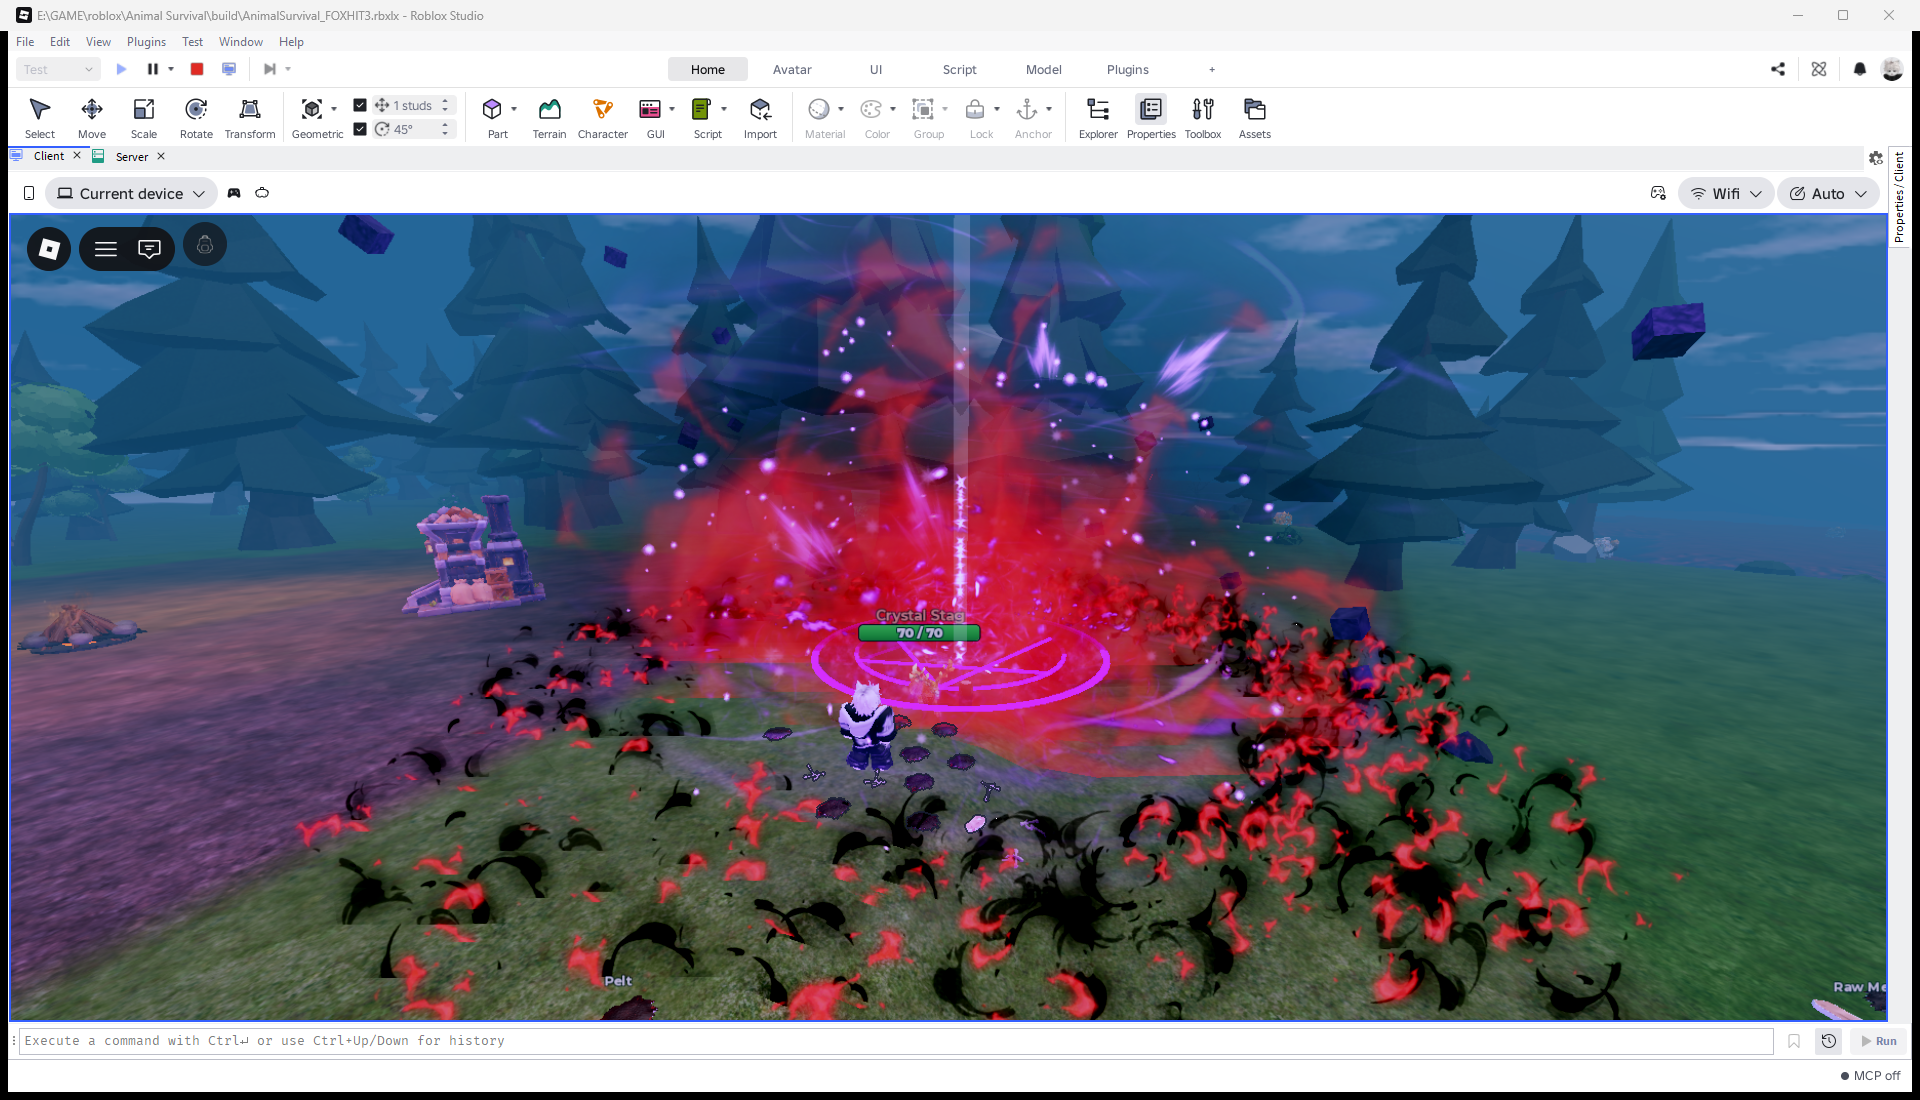 E:\GAME\roblox\Animal Survival\build\AnimalSurvival_FOXHIT3.rbxlx - Roblox Studio
File Edit View Plugins Test Window Help
Test
Home Avatar UI Script Model Plugins +
Select Move Scale Rotate Transform Geometric 1 studs 45° Part Terrain Character GUI Script Import Material Color Group Lock Anchor Explorer Properties Toolbox Assets
Client Server
Current device
Wifi Auto
Properties / Client
Crystal Stag
70 / 70
Pelt
Raw Me
Execute a command with Ctrl↵ or use Ctrl+Up/Down for history
Run
MCP off